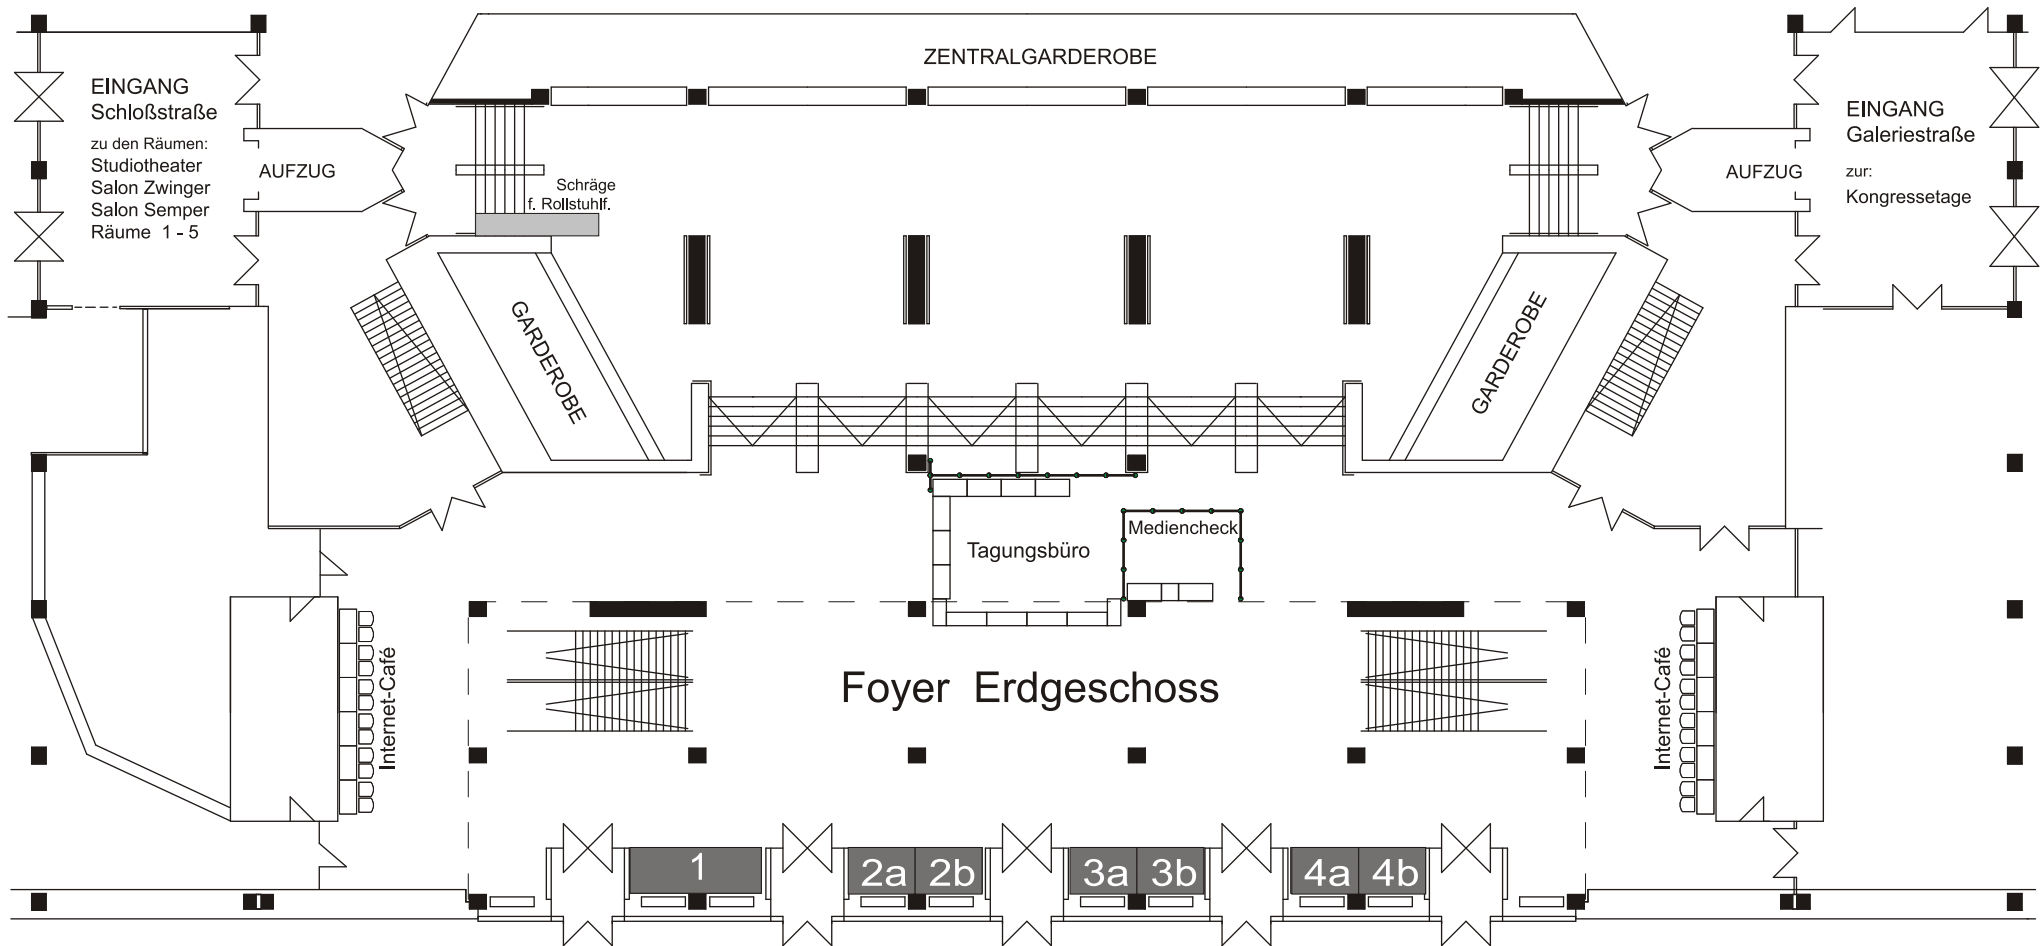 ZENTRALGARDEROBE
EINGANG
Schloßstraße
zu den Räumen:
Studiotheater
Salon Zwinger
Salon Semper
Räume 1 - 5
AUFZUG
Schräge
f. Rollstuhlf.
EINGANG
Galeriestraße
zur:
Kongressetage
AUFZUG
GARDEROBE
GARDEROBE
Mediencheck
Tagungsbüro
Internet-Café
Foyer Erdgeschoss
Internet-Café
1
2a
2b
3a
3b
4a
4b